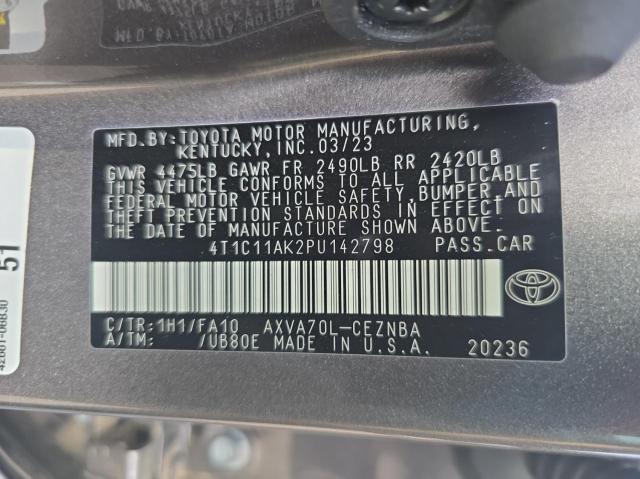 MFD.BY:TOYOTA MOTOR MANUFACTURING,
KENTUCKY, INC.03/23
GVWR 4475LB GAWR FR 2490LB RR 2420LB
THIS VEHICLE CONFORMS TO ALL APPLICABLE
FEDERAL MOTOR VEHICLE SAFETY, BUMPER, AND
THEFT PREVENTION STANDARDS IN EFFECT ON
THE DATE OF MANUFACTURE SHOWN ABOVE.
4T1C11AK2PU142798 PASS.CAR
C/TR:1H1/FA10 AXVA70L-CEZNBA
A/TM: /UB80E MADE IN U.S.A. 20236
51